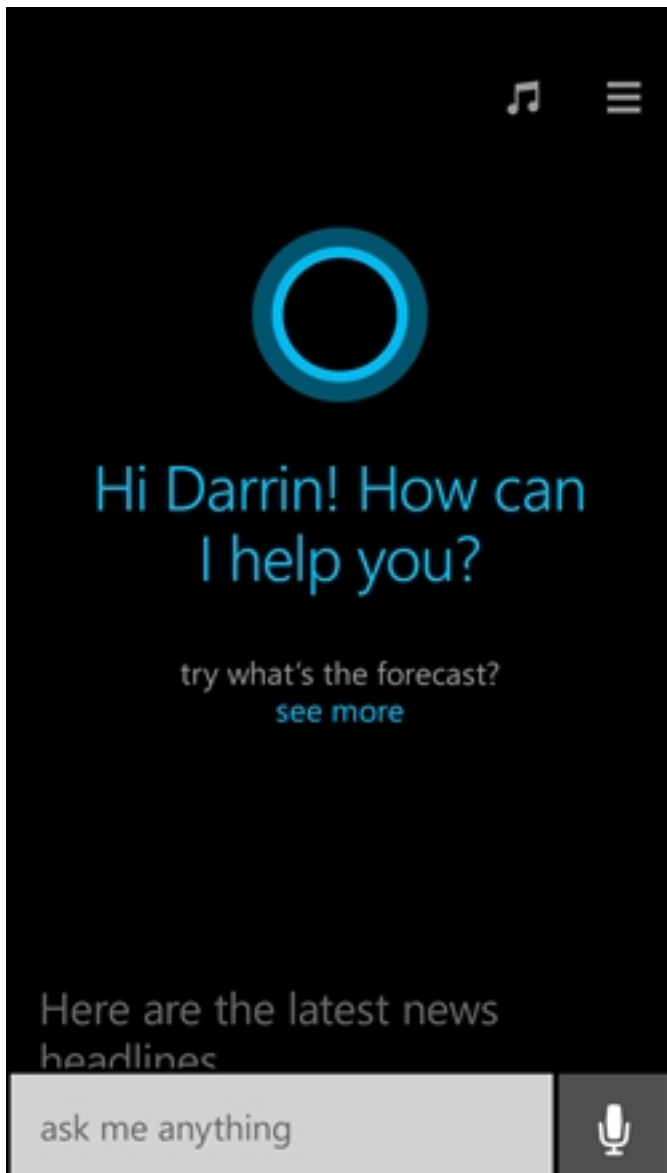 Hi Darrin! How can
I help you?
try what's the forecast?
see more
Here are the latest news
headlines
ask me anything